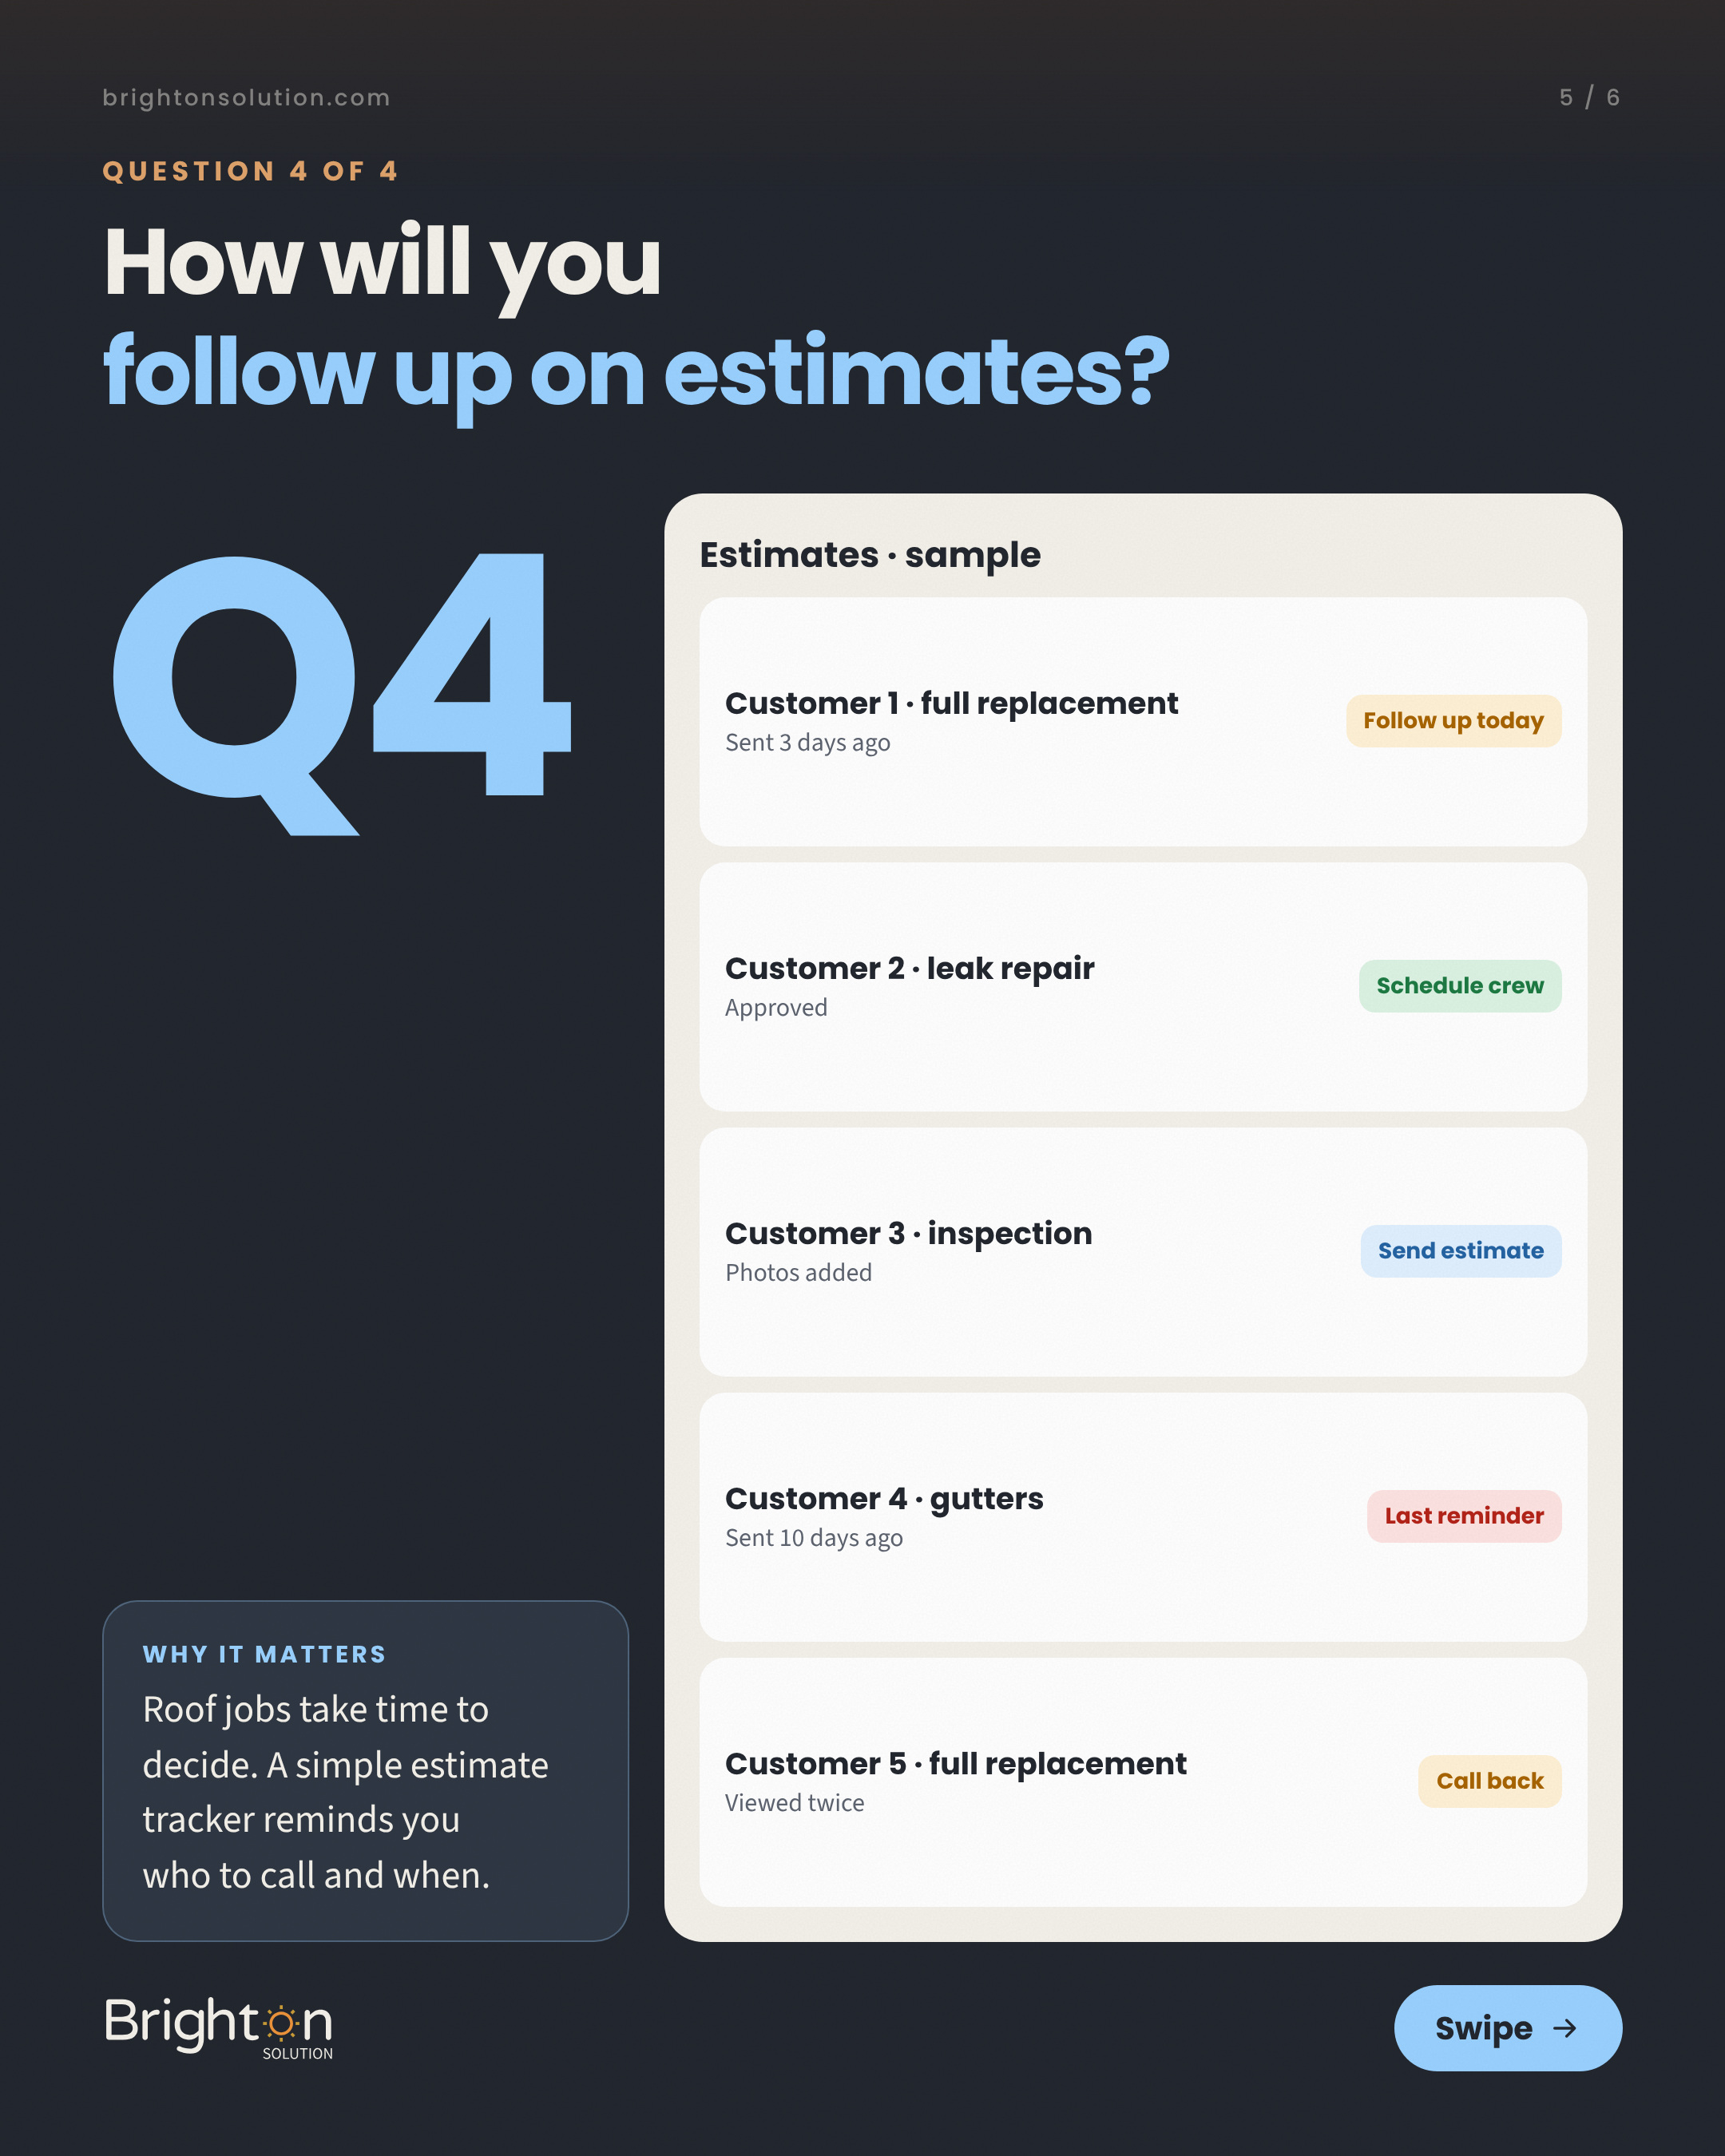 brightonsolution.com
5 / 6
QUESTION 4 OF 4
How will you
follow up on estimates?
Q4
WHY IT MATTERS
Roof jobs take time to
decide. A simple estimate
tracker reminds you
who to call and when.
Estimates · sample
Customer 1 · full replacement
Sent 3 days ago
Follow up today
Customer 2 · leak repair
Approved
Schedule crew
Customer 3 · inspection
Photos added
Send estimate
Customer 4 · gutters
Sent 10 days ago
Last reminder
Customer 5 · full replacement
Viewed twice
Call back
Brighton
SOLUTION
Swipe →